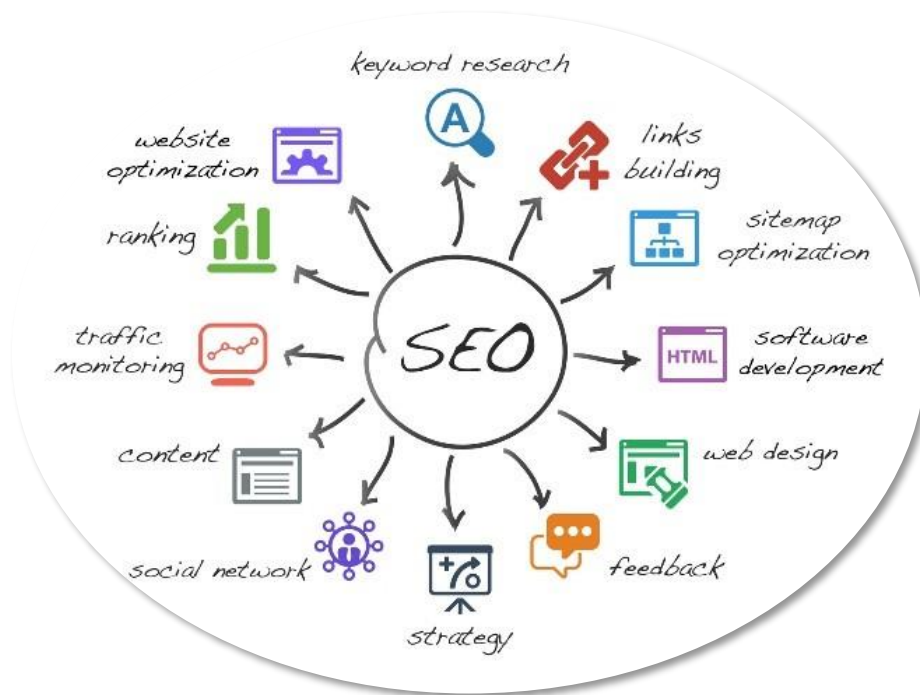 keyword research
A
website
optimization
links
building
ranking
sitemap
optimization
SEO
traffic
monitoring
HTML
software
development
content
web design
social network
feedback
strategy